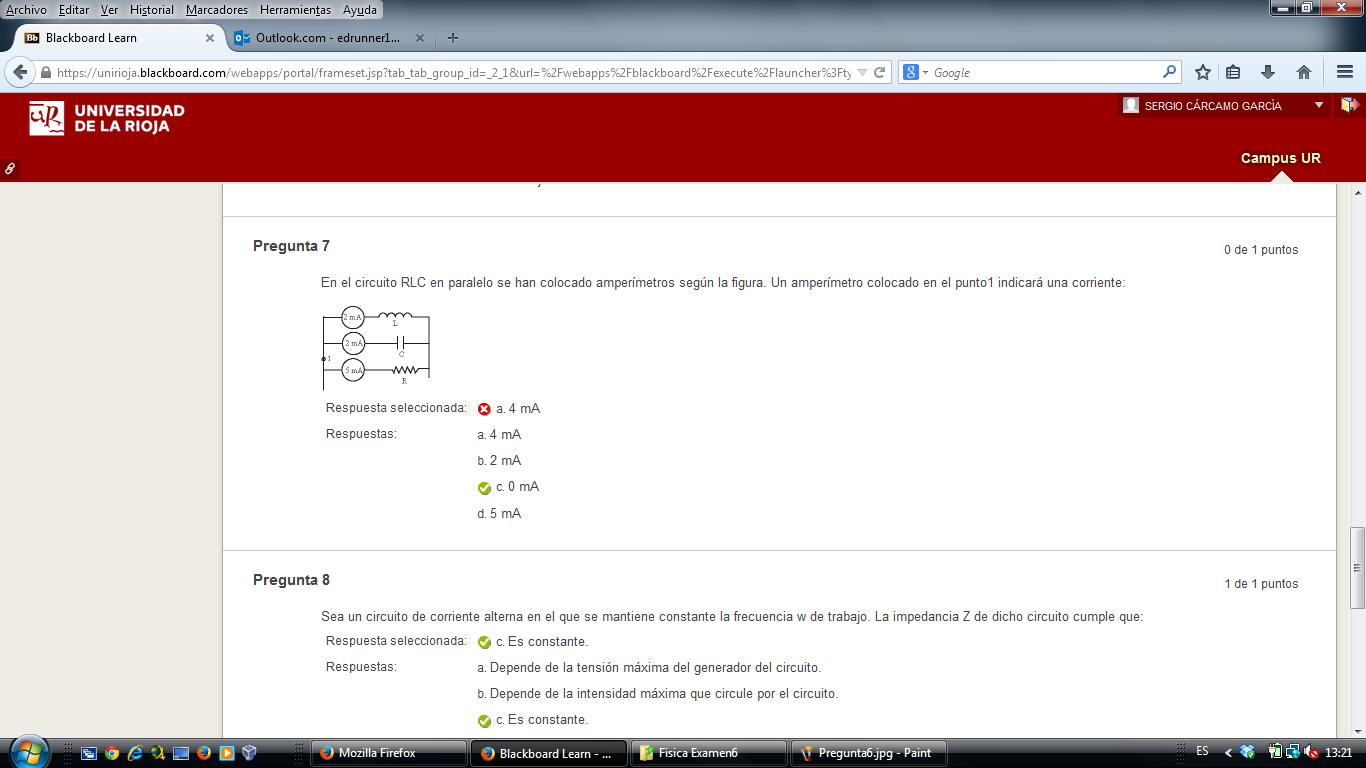 Archivo Editar Ver Historial Marcadores Herramientas Ayuda
Bb Blackboard Learn
Outlook.com - edrunner1...
https://unirioja.blackboard.com/webapps/portal/frameset.jsp?tab_tab_group_id=_2_1&url=%2Fwebapps%2Fblackboard%2Fexecute%2Flauncher%3Fty
Google
UNIVERSIDAD
DE LA RIOJA
SERGIO CÁRCAMO GARCÍA
Campus UR
Pregunta 7
0 de 1 puntos
En el circuito RLC en paralelo se han colocado amperímetros según la figura. Un amperímetro colocado en el punto1 indicará una corriente:
2 mA
L
2 mA
C
1
5 mA
R
Respuesta seleccionada: a. 4 mA
Respuestas: a. 4 mA
b. 2 mA
c. 0 mA
d. 5 mA
Pregunta 8
1 de 1 puntos
Sea un circuito de corriente alterna en el que se mantiene constante la frecuencia w de trabajo. La impedancia Z de dicho circuito cumple que:
Respuesta seleccionada: c. Es constante.
Respuestas: a. Depende de la tensión máxima del generador del circuito.
b. Depende de la intensidad máxima que circule por el circuito.
c. Es constante.
Mozilla Firefox
Blackboard Learn - ...
Fisica Examen6
Pregunta6.jpg - Paint
ES
13:21